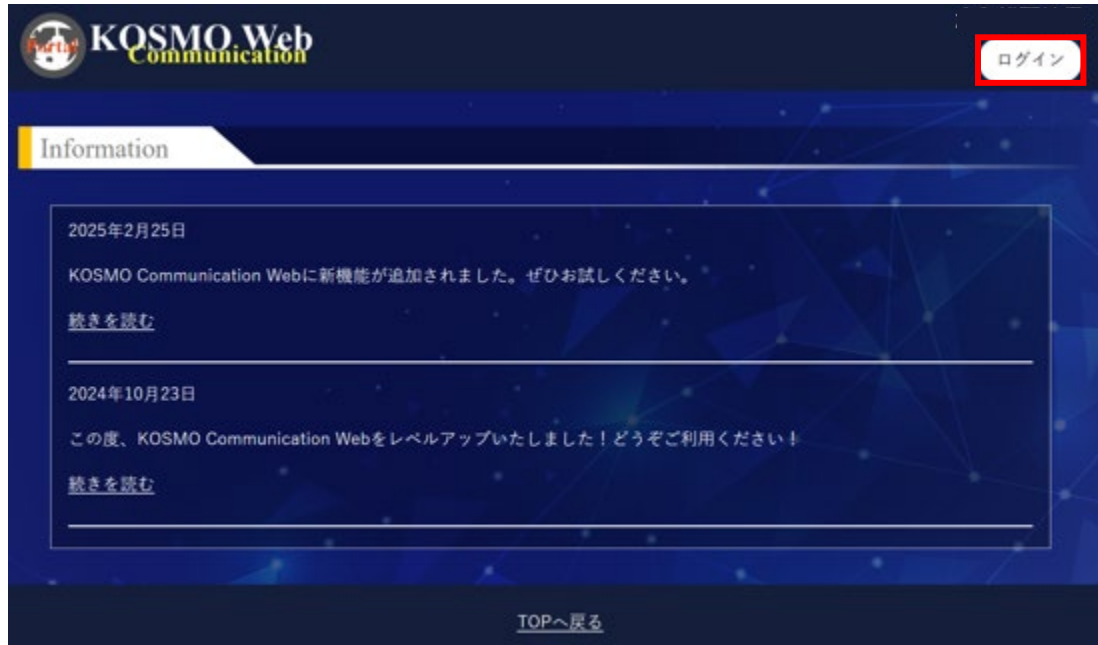 Portal
KOSMO Web
Communication
ログイン
Information
2025年2月25日
KOSMO Communication Webに新機能が追加されました。ぜひお試しください。
続きを読む
2024年10月23日
この度、KOSMO Communication Webをレベルアップいたしました！どうぞご利用ください！
続きを読む
TOPへ戻る